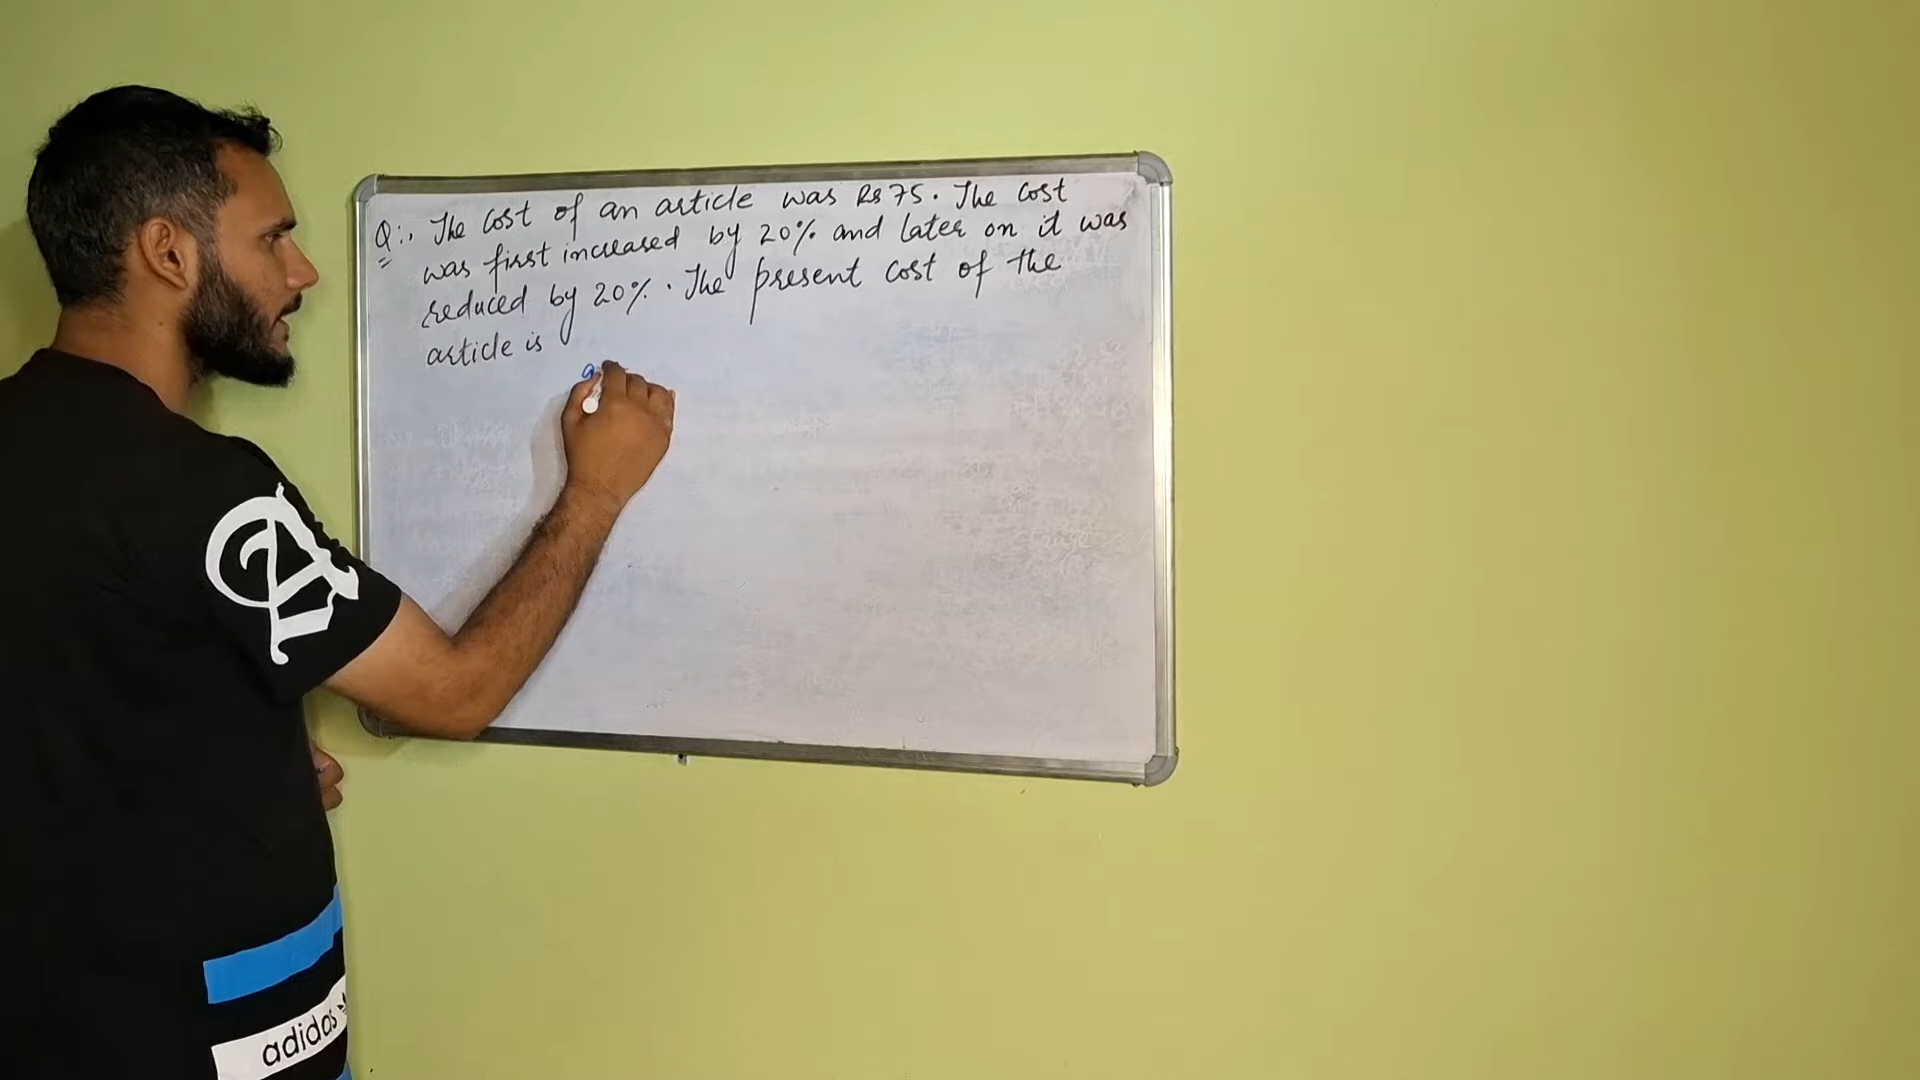 Q:. The cost of an article was Rs 75. The cost
was first increased by 20% and later on it was
reduced by 20%. The present cost of the
article is
adidas